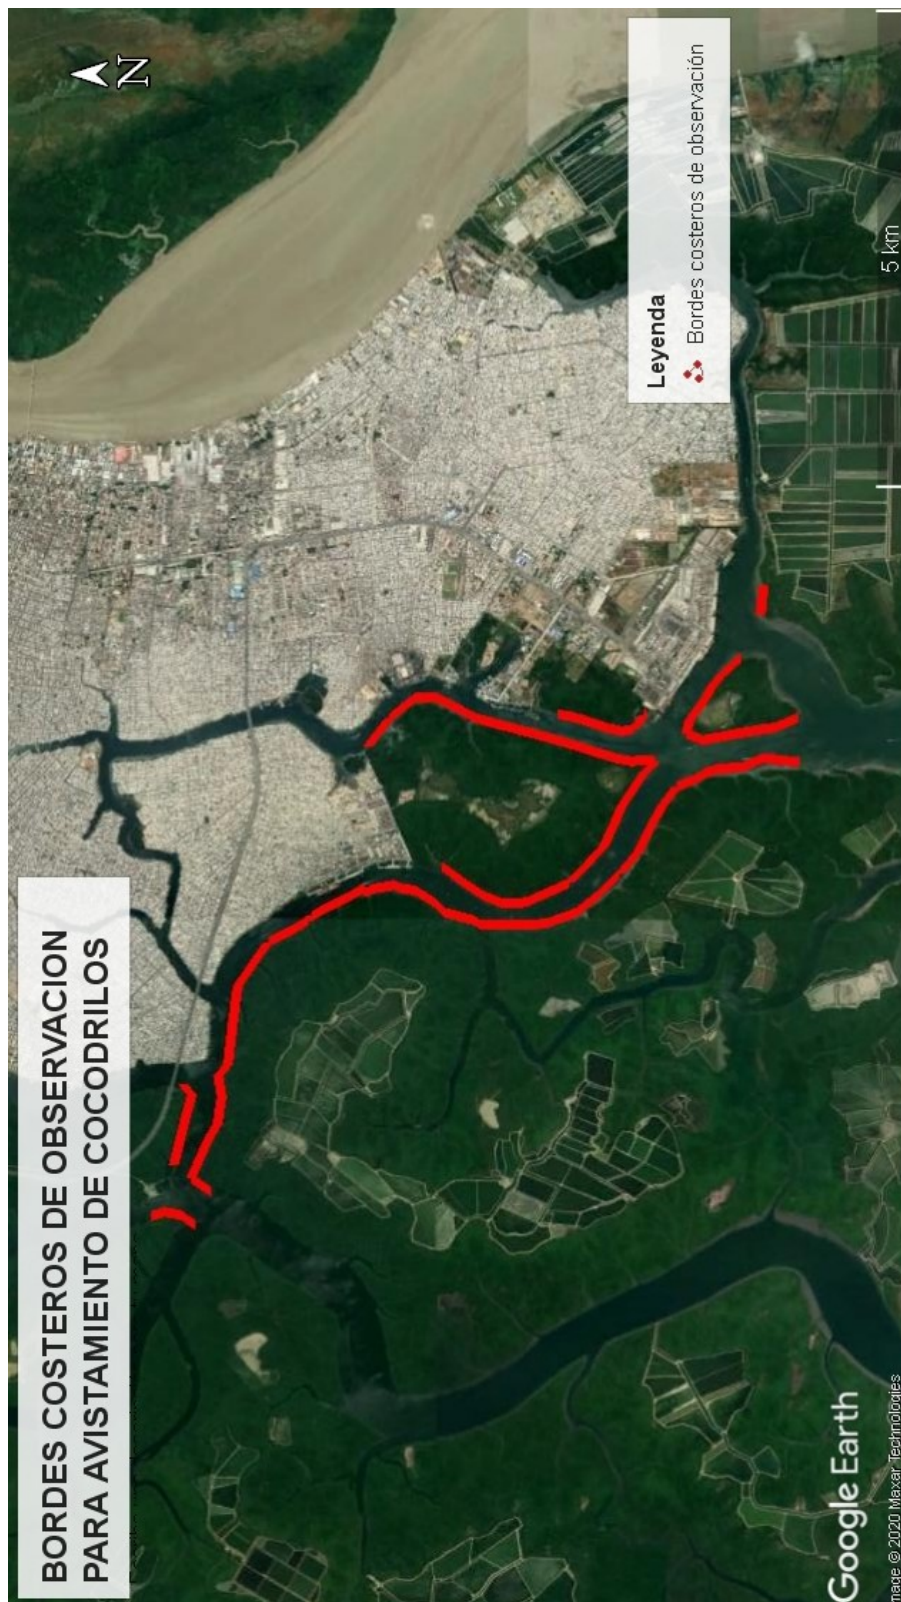 BORDES COSTEROS DE OBSERVACION
PARA AVISTAMIENTO DE COCODRILOS
N
Leyenda
Bordes costeros de observación
5 km
Google Earth
mage © 2020 Maxar Technologies